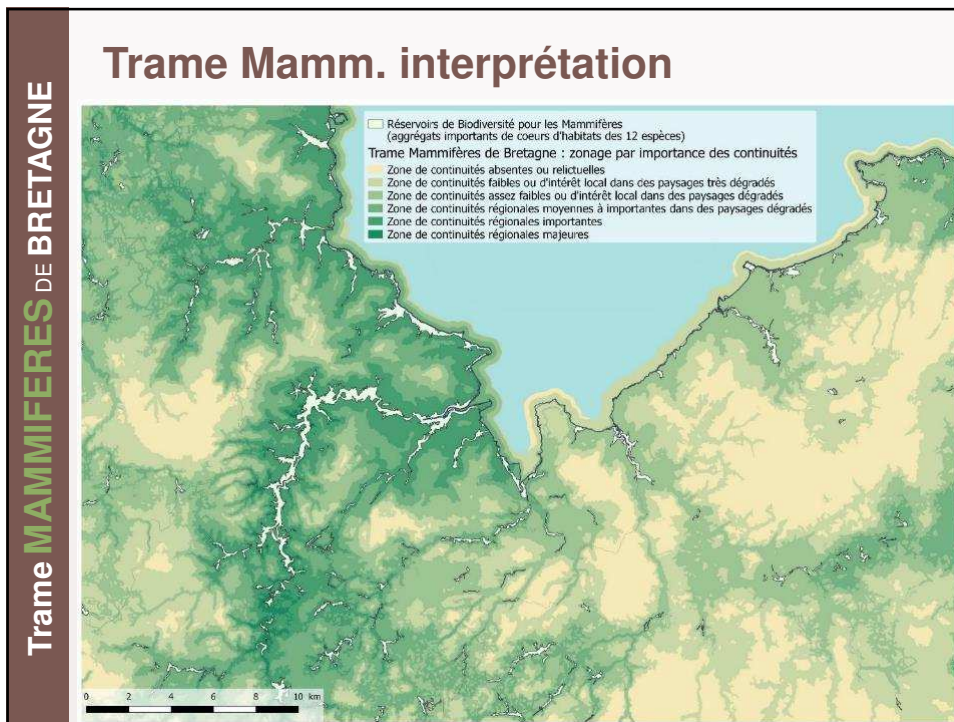 Trame MAMMIFERES DE BRETAGNE
Trame Mamm. interprétation
Réservoirs de Biodiversité pour les Mammifères
(aggrégats importants de coeurs d'habitats des 12 espèces)
Trame Mammifères de Bretagne : zonage par importance des continuités
Zone de continuités absentes ou relictuelles
Zone de continuités faibles ou d'intérêt local dans des paysages très dégradés
Zone de continuités assez faibles ou d'intérêt local dans des paysages dégradés
Zone de continuités régionales moyennes à importantes dans des paysages dégradés
Zone de continuités régionales importantes
Zone de continuités régionales majeures
0 2 4 6 8 10 km